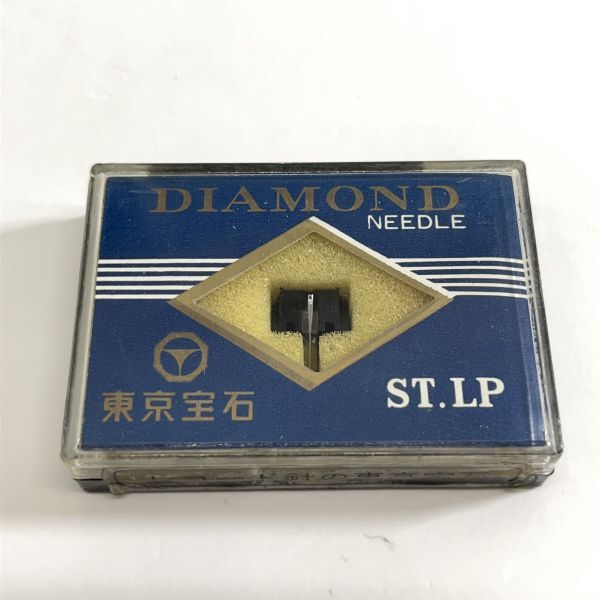 DIAMOND
NEEDLE
東京宝石
ST.LP